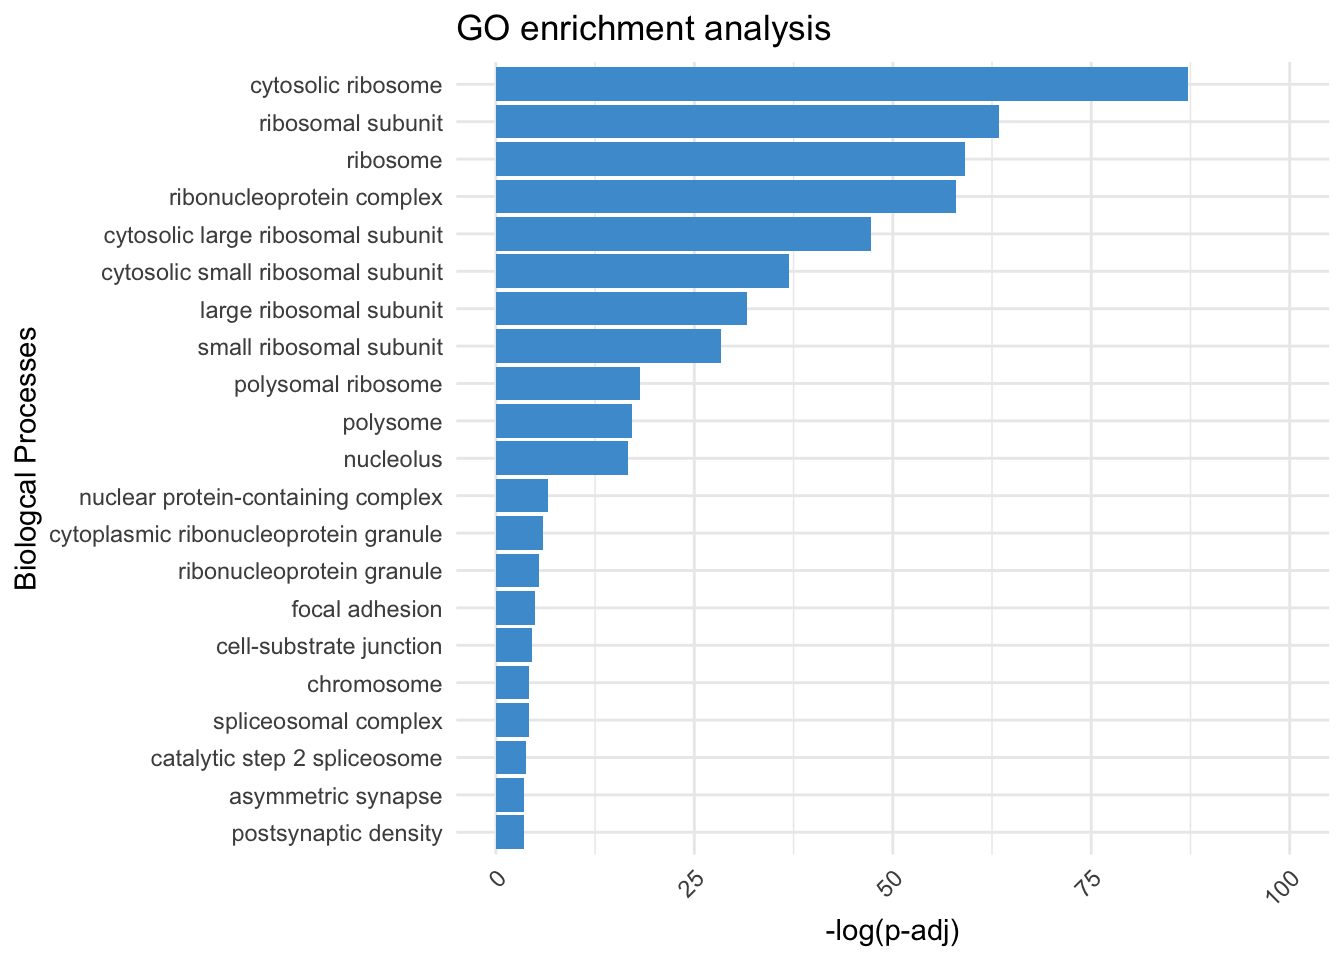 GO enrichment analysis
cytosolic ribosome
ribosomal subunit
ribosome
ribonucleoprotein complex
cytosolic large ribosomal subunit
cytosolic small ribosomal subunit
large ribosomal subunit
small ribosomal subunit
polysomal ribosome
polysome
nucleolus
nuclear protein-containing complex
cytoplasmic ribonucleoprotein granule
ribonucleoprotein granule
focal adhesion
cell-substrate junction
chromosome
spliceosomal complex
catalytic step 2 spliceosome
asymmetric synapse
postsynaptic density
Biologcal Processes
0 25 50 75 100
-log(p-adj)